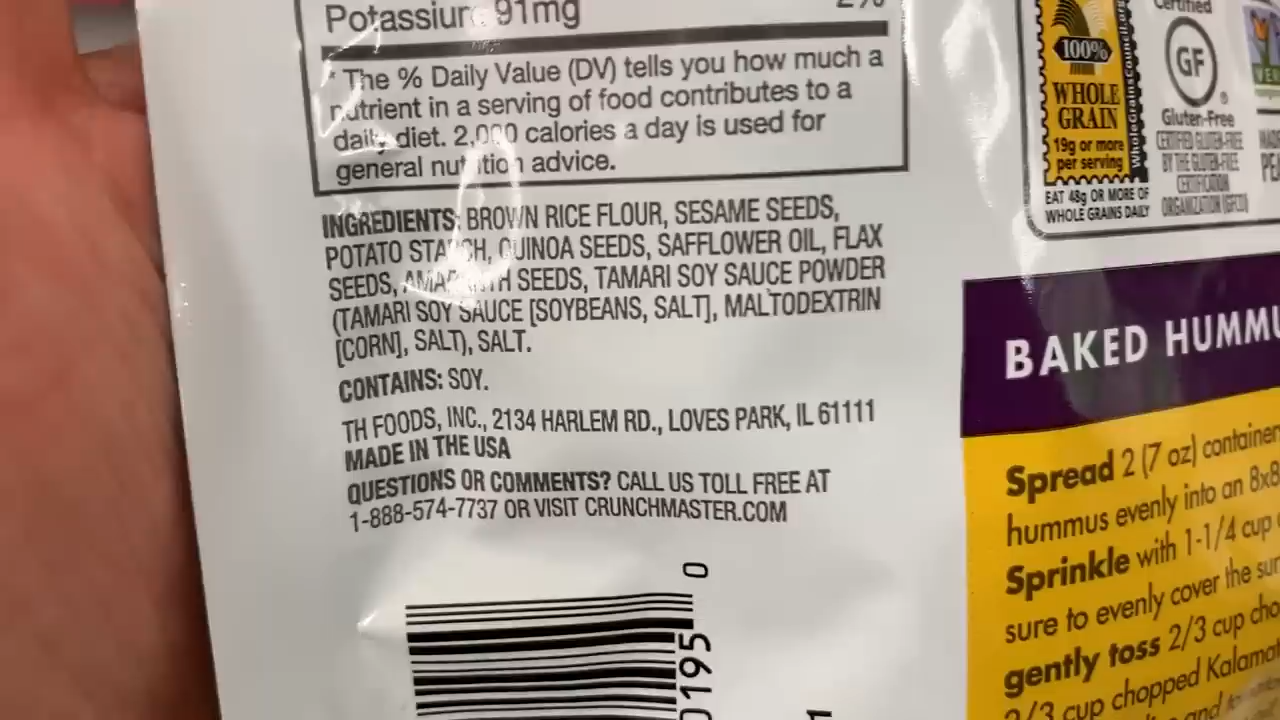 Potassium 91mg 2%
* The % Daily Value (DV) tells you how much a
nutrient in a serving of food contributes to a
daily diet. 2,000 calories a day is used for
general nutrition advice.
INGREDIENTS: BROWN RICE FLOUR, SESAME SEEDS,
POTATO STARCH, QUINOA SEEDS, SAFFLOWER OIL, FLAX
SEEDS, AMARANTH SEEDS, TAMARI SOY SAUCE POWDER
(TAMARI SOY SAUCE [SOYBEANS, SALT], MALTODEXTRIN
[CORN], SALT), SALT.
CONTAINS: SOY.
TH FOODS, INC., 2134 HARLEM RD., LOVES PARK, IL 61111
MADE IN THE USA
QUESTIONS OR COMMENTS? CALL US TOLL FREE AT
1-888-574-7737 OR VISIT CRUNCHMASTER.COM
0195 0
100%
WHOLE
GRAIN
19g or more
per serving
WholeGrainsCouncil.org
EAT 48g OR MORE OF
WHOLE GRAINS DAILY
Certified
GF
®
Gluten-Free
CERTIFIED GLUTEN-FREE
BY THE GLUTEN-FREE
CERTIFICATION
ORGANIZATION (GFCO)
BAKED HUMMU
Spread 2 (7 oz) container
hummus evenly into an 8x8
Sprinkle with 1-1/4 cup
sure to evenly cover the sur
gently toss 2/3 cup cho
2/3 cup chopped Kalamat
and